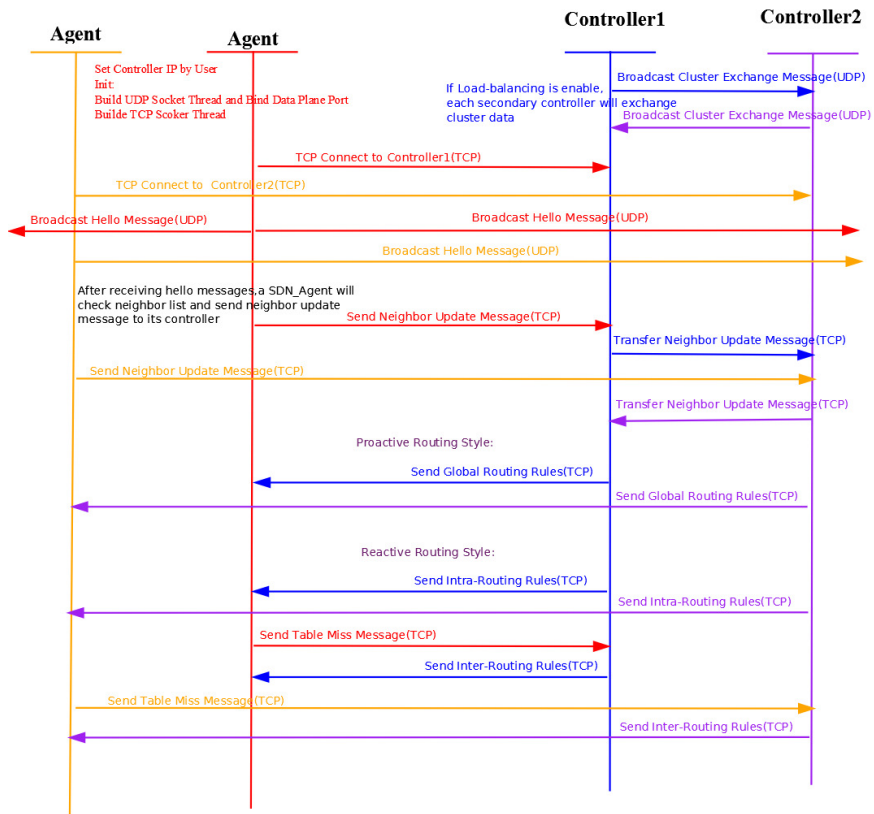 Agent
Agent
Controller1
Controller2
Set Controller IP by User
Init:
Build UDP Socket Thread and Bind Data Plane Port
Builde TCP Scoker Thread
If Load-balancing is enable,
each secondary controller will exchange
cluster data
Broadcast Cluster Exchange Message(UDP)
Broadcast Cluster Exchange Message(UDP)
TCP Connect to Controller1(TCP)
TCP Connect to Controller2(TCP)
Broadcast Hello Message(UDP)
Broadcast Hello Message(UDP)
Broadcast Hello Message(UDP)
After receiving hello messages,a SDN_Agent will
check neighbor list and send neighbor update
message to its controller
Send Neighbor Update Message(TCP)
Transfer Neighbor Update Message(TCP)
Send Neighbor Update Message(TCP)
Transfer Neighbor Update Message(TCP)
Proactive Routing Style:
Send Global Routing Rules(TCP)
Send Global Routing Rules(TCP)
Reactive Routing Style:
Send Intra-Routing Rules(TCP)
Send Intra-Routing Rules(TCP)
Send Table Miss Message(TCP)
Send Inter-Routing Rules(TCP)
Send Table Miss Message(TCP)
Send Inter-Routing Rules(TCP)